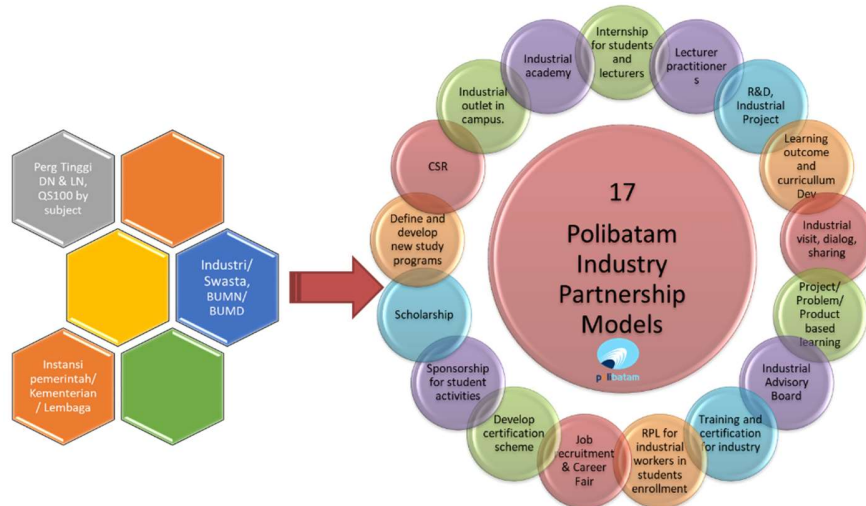 Perg Tinggi
DN & LN,
QS100 by
subject
Industri/
Swasta,
BUMN/
BUMD
Instansi
pemerintah/
Kementerian
/ Lembaga
17
Polibatam
Industry
Partnership
Models
polibatam
Internship
for students
and
lecturers
Lecturer
practitioner
s
R&D,
Industrial
Project
Learning
outcome
and
curricullum
Dev
Industrial
visit, dialog,
sharing
Project/
Problem/
Product
based
learning
Industrial
Advisory
Board
Training and
certification
for industry
RPL for
industrial
workers in
students
enrollment
Job
recruitment
& Career
Fair
Develop
certification
scheme
Sponsorship
for student
activities
Scholarship
Define and
develop
new study
programs
CSR
Industrial
outlet in
campus.
Industrial
academy